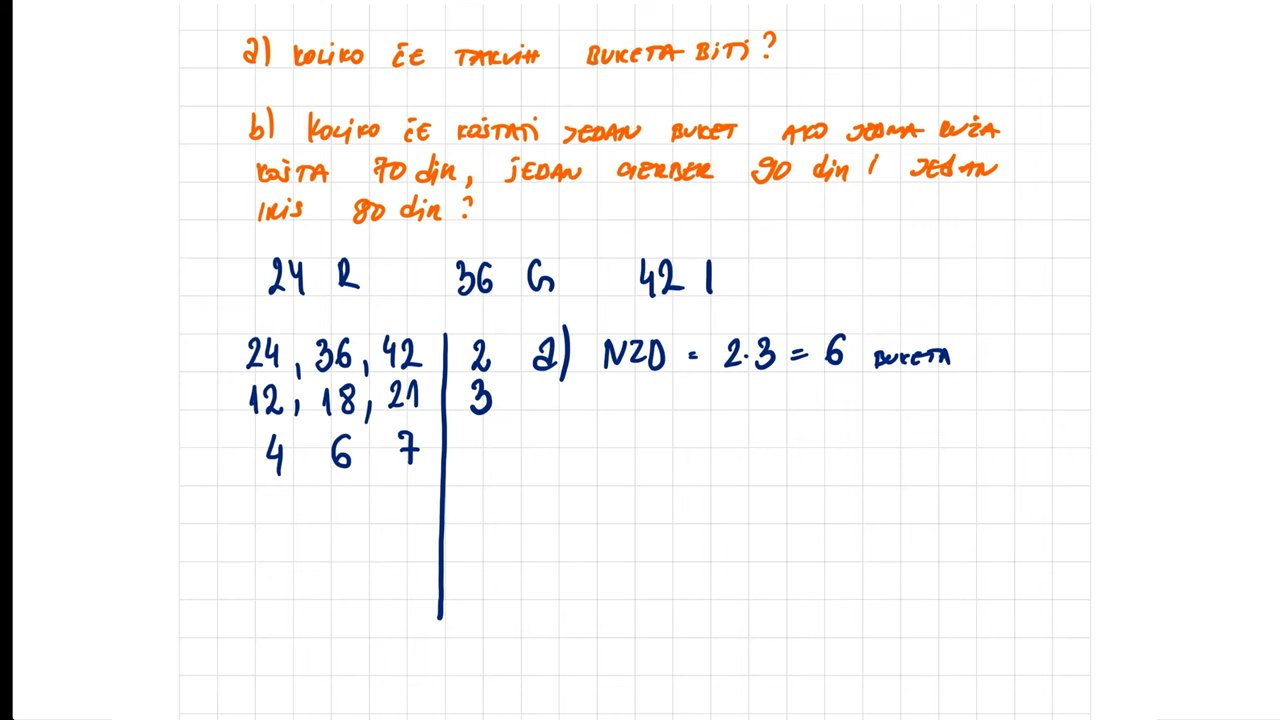 a) KOLIKO ĆE TAKVIH BUKETA BITI?
b) KOLIKO ĆE KOŠTATI JEDAN BUKET AKO JEDNA RUŽA
KOŠTA 70 din, JEDAN GERBER 90 din I JEDAN
IRIS 80 din?
24 R 36 G 42 I
24, 36, 42 | 2 a) NZD = 2·3 = 6 BUKETA
12, 18, 21 | 3
4 6 7